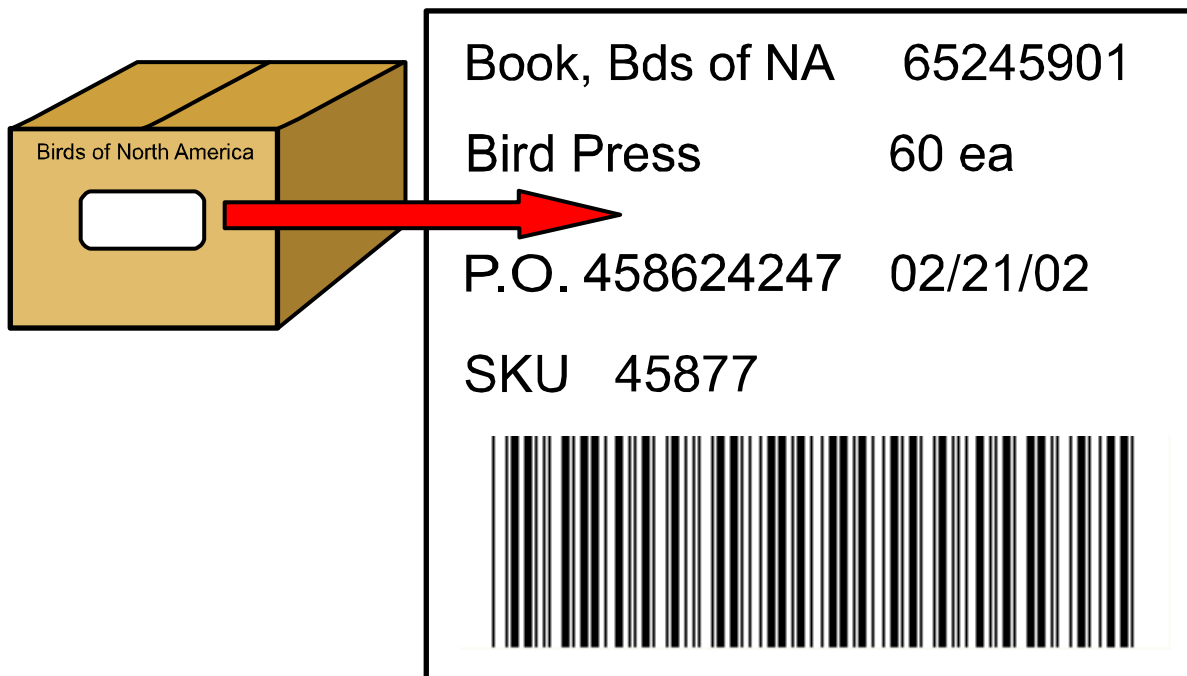 Birds of North America
Book, Bds of NA 65245901
Bird Press 60 ea
P.O. 458624247 02/21/02
SKU 45877